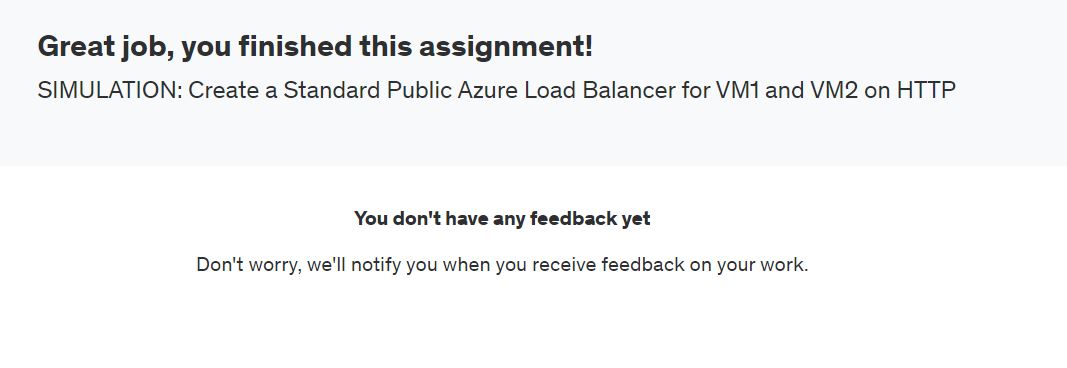 Great job, you finished this assignment!
SIMULATION: Create a Standard Public Azure Load Balancer for VM1 and VM2 on HTTP
You don't have any feedback yet
Don't worry, we'll notify you when you receive feedback on your work.